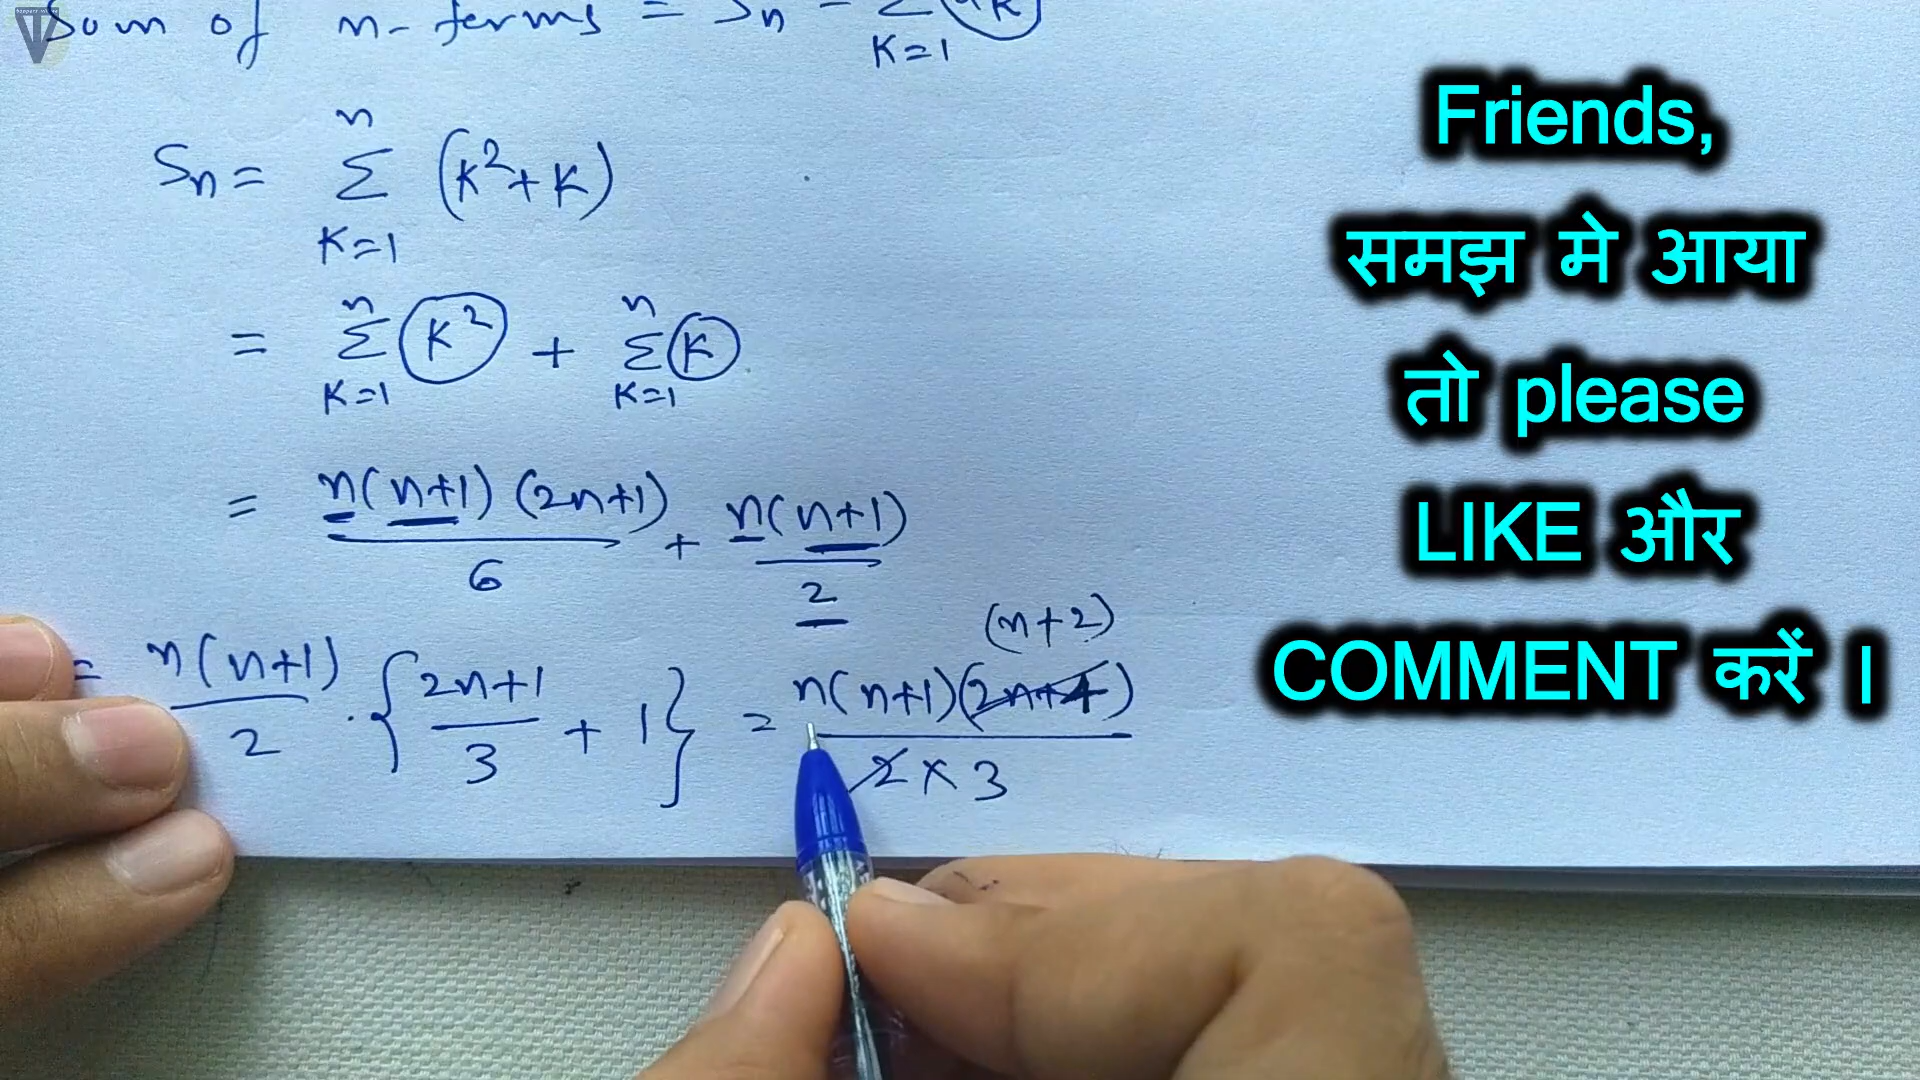 Sum of n-terms = Sn = Σ ak
K=1
n
Sn = Σ (K²+K)
K=1
n n
= Σ K² + Σ K
K=1 K=1
= n(n+1)(2n+1) + n(n+1)
6 2
(n+2)
= n(n+1) . { 2n+1 + 1 } = n(n+1)(2n+4)
2 3 2×3
Friends,
समझ मे आया
तो please
LIKE और
COMMENT करें ।